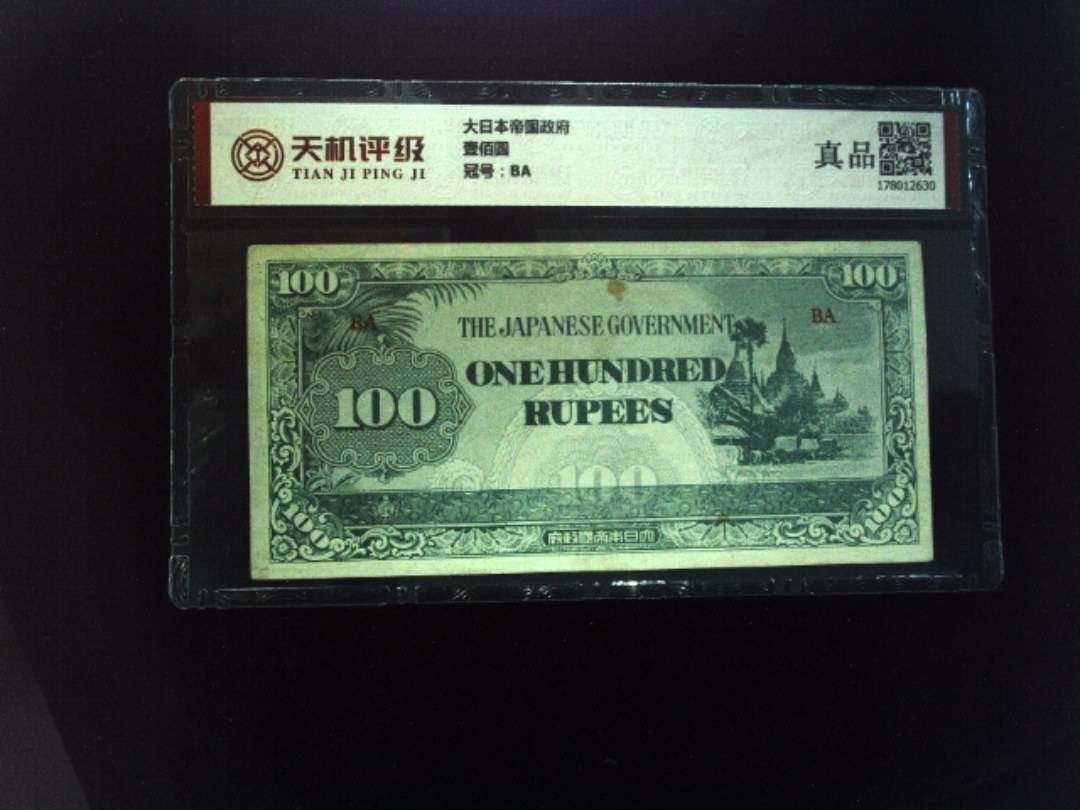 天机评级
TIAN JI PING JI
大日本帝国政府
壹佰圆
冠号：BA
真品
178012630
100
100
BA
BA
THE JAPANESE GOVERNMENT
ONE HUNDRED
RUPEES
100
100
100
100
府政國帝本日大